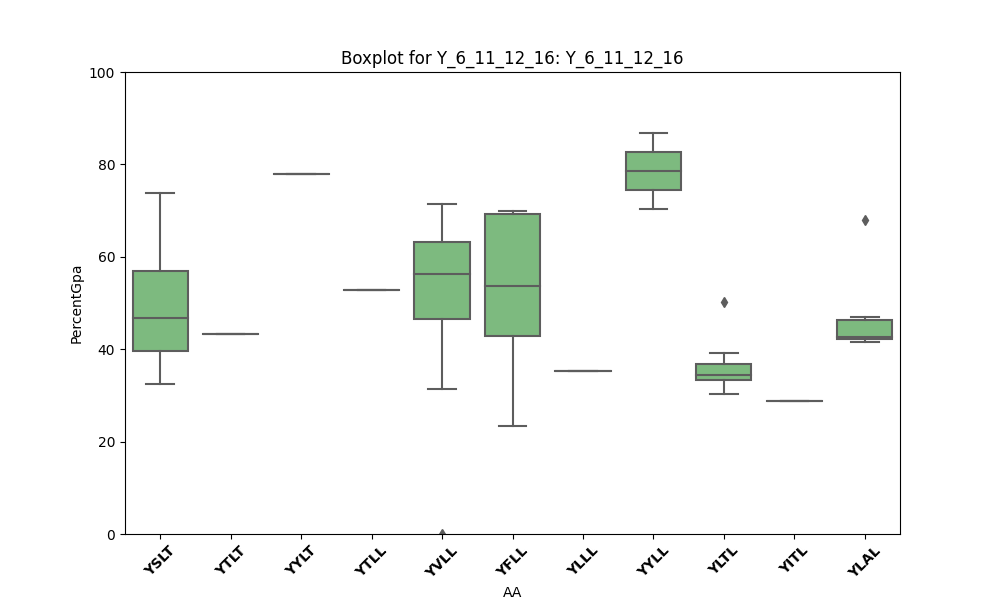 Boxplot for Y_6_11_12_16: Y_6_11_12_16
100
80
60
40
20
0
PercentGpa
YSLT YTLT YYLT YTLL YVLL YFLL YLLL YYLL YLTL YITL YLAL
AA